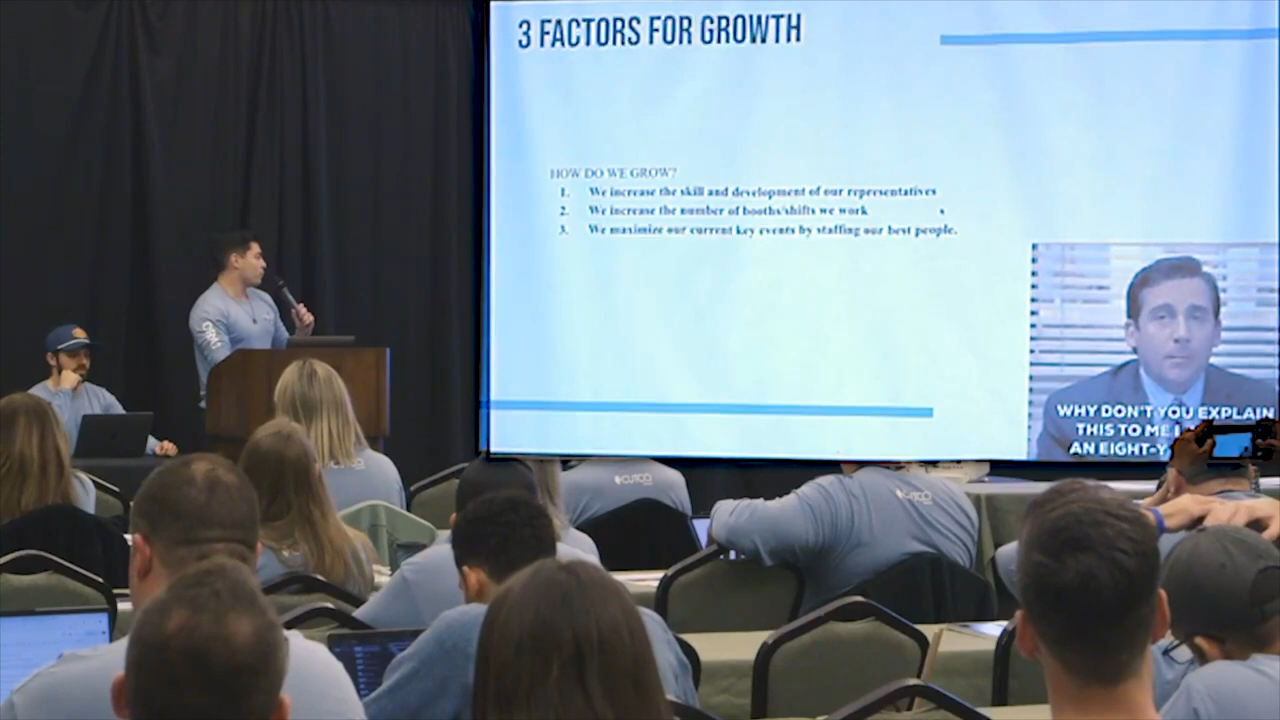 3 FACTORS FOR GROWTH
HOW DO WE GROW?
1. We increase the skill and development of our representatives
2. We increase the number of booths/shifts we work
3. We maximize our current key events by staffing our best people.
WHY DON'T YOU EXPLAIN
THIS TO ME
AN EIGHT-Y
CUTCO
CUTCO